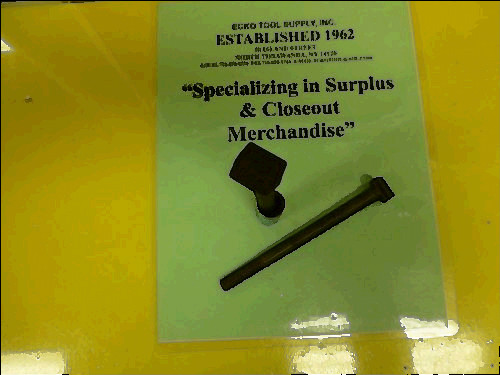 ECKO TOOL SUPPLY, INC.
ESTABLISHED 1962
NORTH TONAWANDA, NY 14120
“Specializing in Surplus
& Closeout
Merchandise”